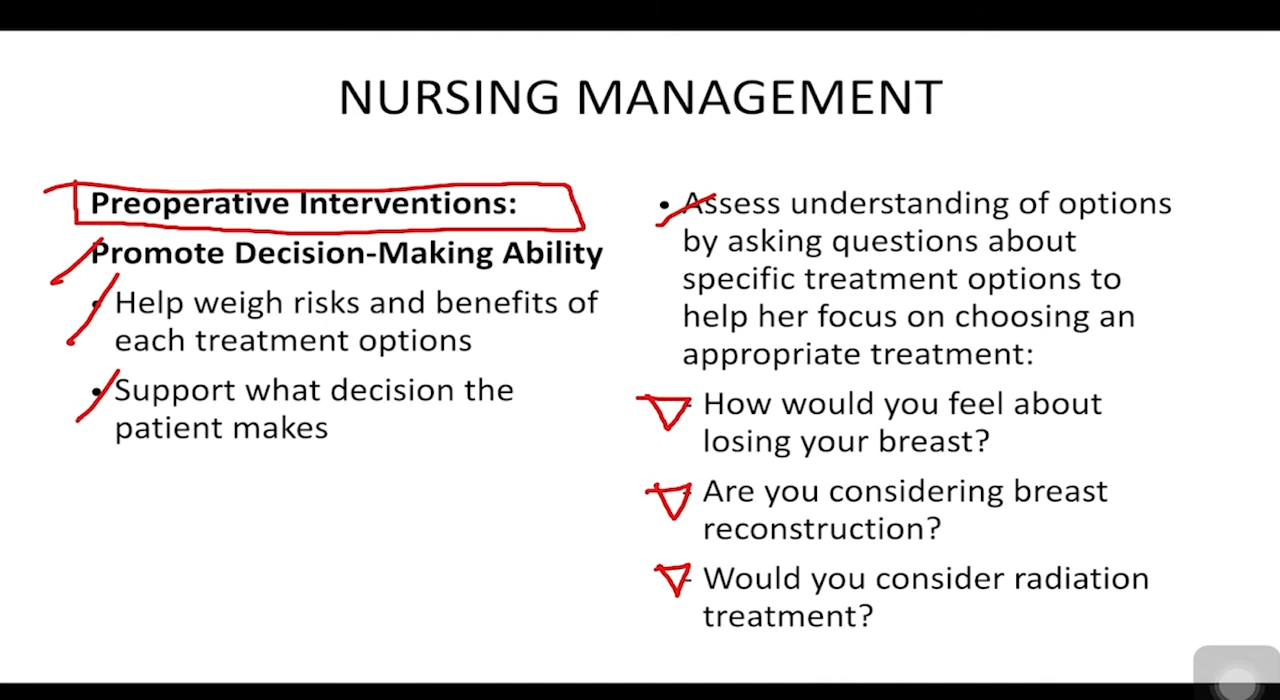 NURSING MANAGEMENT
Preoperative Interventions:
Promote Decision-Making Ability
• Help weigh risks and benefits of
each treatment options
• Support what decision the
patient makes
• Assess understanding of options
by asking questions about
specific treatment options to
help her focus on choosing an
appropriate treatment:
- How would you feel about
losing your breast?
- Are you considering breast
reconstruction?
- Would you consider radiation
treatment?